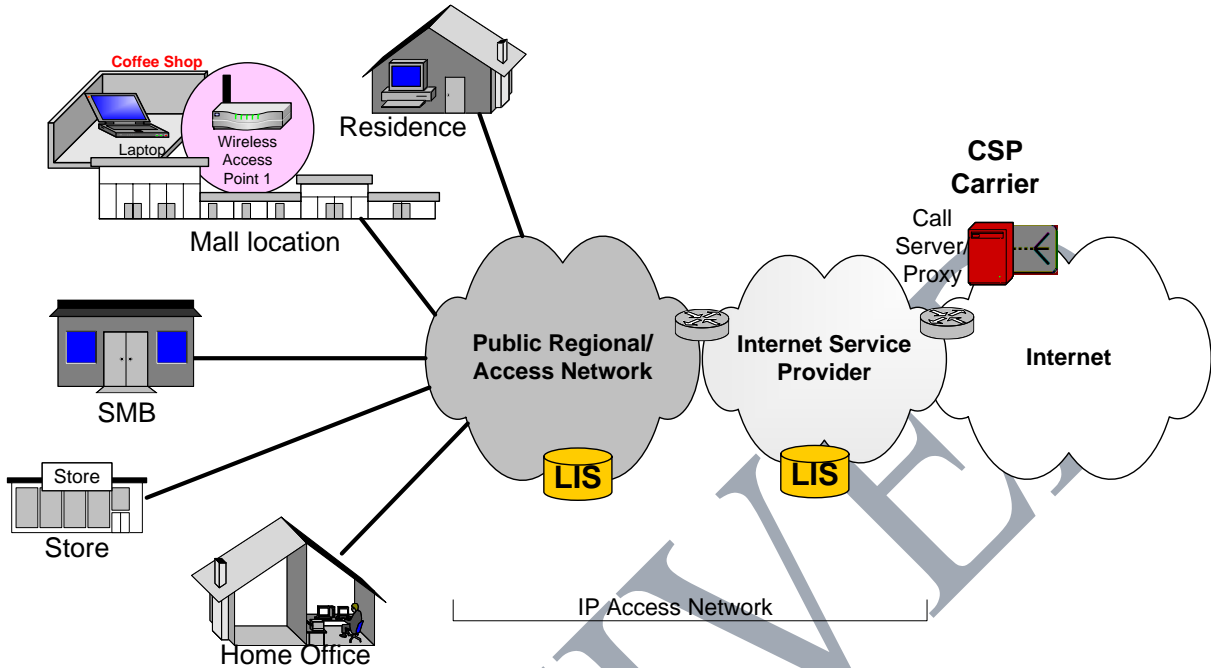 Coffee Shop
Laptop
Wireless
Access
Point 1
Mall location
Residence
CSP
Carrier
Call
Server/
Proxy
Public Regional/
Access Network
Internet Service
Provider
Internet
SMB
LIS
LIS
Store
Store
IP Access Network
Home Office